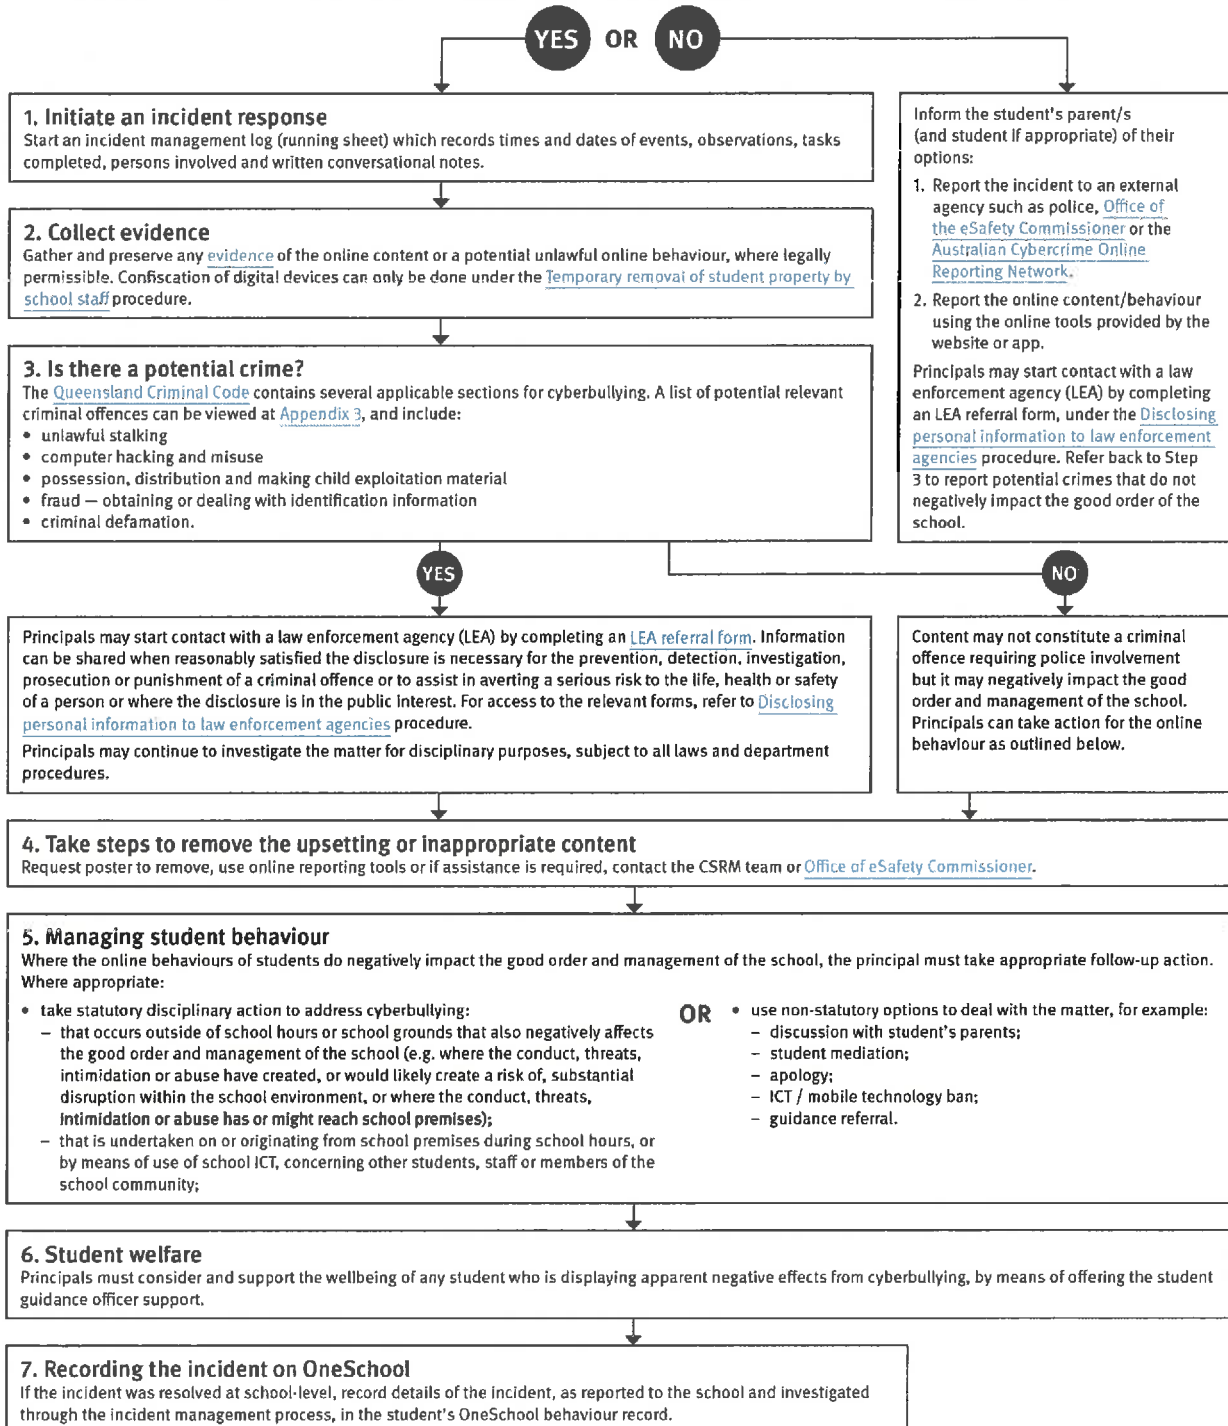 YES OR NO
1. Initiate an incident response
Start an incident management log (running sheet) which records times and dates of events, observations, tasks
completed, persons involved and written conversational notes.
Inform the student's parent/s
(and student if appropriate) of their
options:
1. Report the incident to an external
agency such as police, Office of
the eSafety Commissioner or the
Australian Cybercrime Online
Reporting Network.
2. Report the online content/behaviour
using the online tools provided by the
website or app.
Principals may start contact with a law
enforcement agency (LEA) by completing
an LEA referral form, under the Disclosing
personal information to law enforcement
agencies procedure. Refer back to Step
3 to report potential crimes that do not
negatively impact the good order of the
school.
2. Collect evidence
Gather and preserve any evidence of the online content or a potential unlawful online behaviour, where legally
permissible. Confiscation of digital devices can only be done under the Temporary removal of student property by
school staff procedure.
3. Is there a potential crime?
The Queensland Criminal Code contains several applicable sections for cyberbullying. A list of potential relevant
criminal offences can be viewed at Appendix 3, and include:
• unlawful stalking
• computer hacking and misuse
• possession, distribution and making child exploitation material
• fraud — obtaining or dealing with identification information
• criminal defamation.
YES
NO
Principals may start contact with a law enforcement agency (LEA) by completing an LEA referral form. Information
can be shared when reasonably satisfied the disclosure is necessary for the prevention, detection, investigation,
prosecution or punishment of a criminal offence or to assist in averting a serious risk to the life, health or safety
of a person or where the disclosure is in the public interest. For access to the relevant forms, refer to Disclosing
personal information to law enforcement agencies procedure.
Principals may continue to investigate the matter for disciplinary purposes, subject to all laws and department
procedures.
Content may not constitute a criminal
offence requiring police involvement
but it may negatively impact the good
order and management of the school.
Principals can take action for the online
behaviour as outlined below.
4. Take steps to remove the upsetting or inappropriate content
Request poster to remove, use online reporting tools or if assistance is required, contact the CSRM team or Office of eSafety Commissioner.
5. Managing student behaviour
Where the online behaviours of students do negatively impact the good order and management of the school, the principal must take appropriate follow-up action.
Where appropriate:
• take statutory disciplinary action to address cyberbullying:
– that occurs outside of school hours or school grounds that also negatively affects
the good order and management of the school (e.g. where the conduct, threats,
intimidation or abuse have created, or would likely create a risk of, substantial
disruption within the school environment, or where the conduct, threats,
intimidation or abuse has or might reach school premises);
– that is undertaken on or originating from school premises during school hours, or
by means of use of school ICT, concerning other students, staff or members of the
school community;
OR
• use non-statutory options to deal with the matter, for example:
– discussion with student's parents;
– student mediation;
– apology;
– ICT / mobile technology ban;
– guidance referral.
6. Student welfare
Principals must consider and support the wellbeing of any student who is displaying apparent negative effects from cyberbullying, by means of offering the student
guidance officer support.
7. Recording the incident on OneSchool
If the incident was resolved at school-level, record details of the incident, as reported to the school and investigated
through the incident management process, in the student's OneSchool behaviour record.